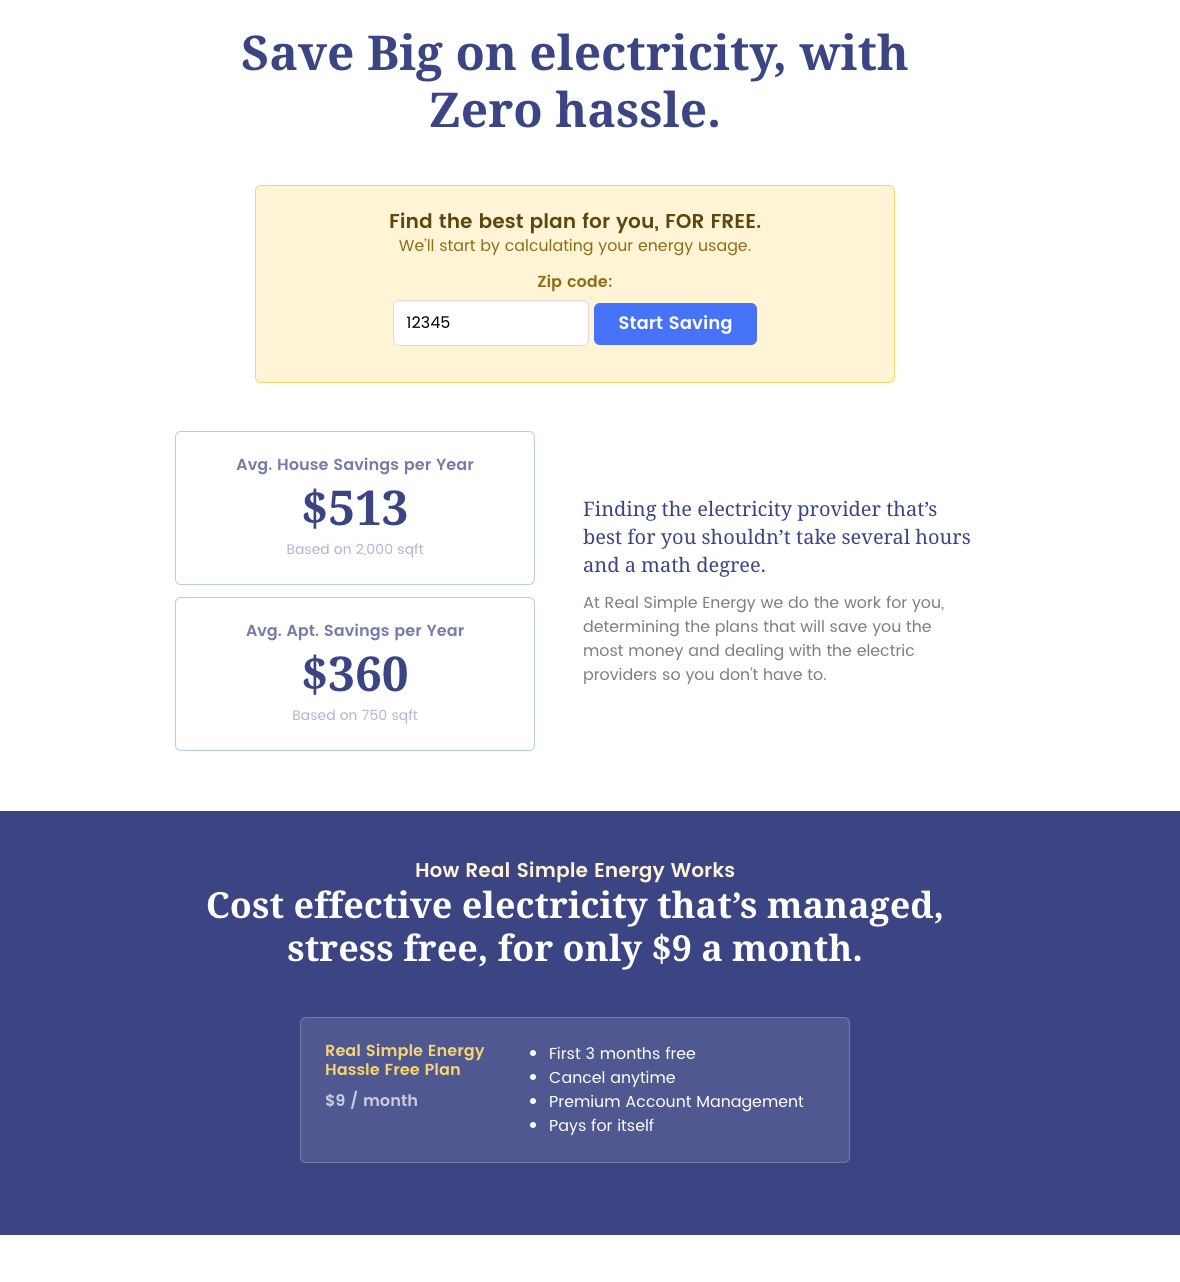 Save Big on electricity, with
Zero hassle.
Find the best plan for you, FOR FREE.
We'll start by calculating your energy usage.
Zip code:
12345
Start Saving
Avg. House Savings per Year
$513
Based on 2,000 sqft
Avg. Apt. Savings per Year
$360
Based on 750 sqft
Finding the electricity provider that’s
best for you shouldn’t take several hours
and a math degree.
At Real Simple Energy we do the work for you,
determining the plans that will save you the
most money and dealing with the electric
providers so you don't have to.
How Real Simple Energy Works
Cost effective electricity that’s managed,
stress free, for only $9 a month.
Real Simple Energy
Hassle Free Plan
$9 / month
• First 3 months free
• Cancel anytime
• Premium Account Management
• Pays for itself